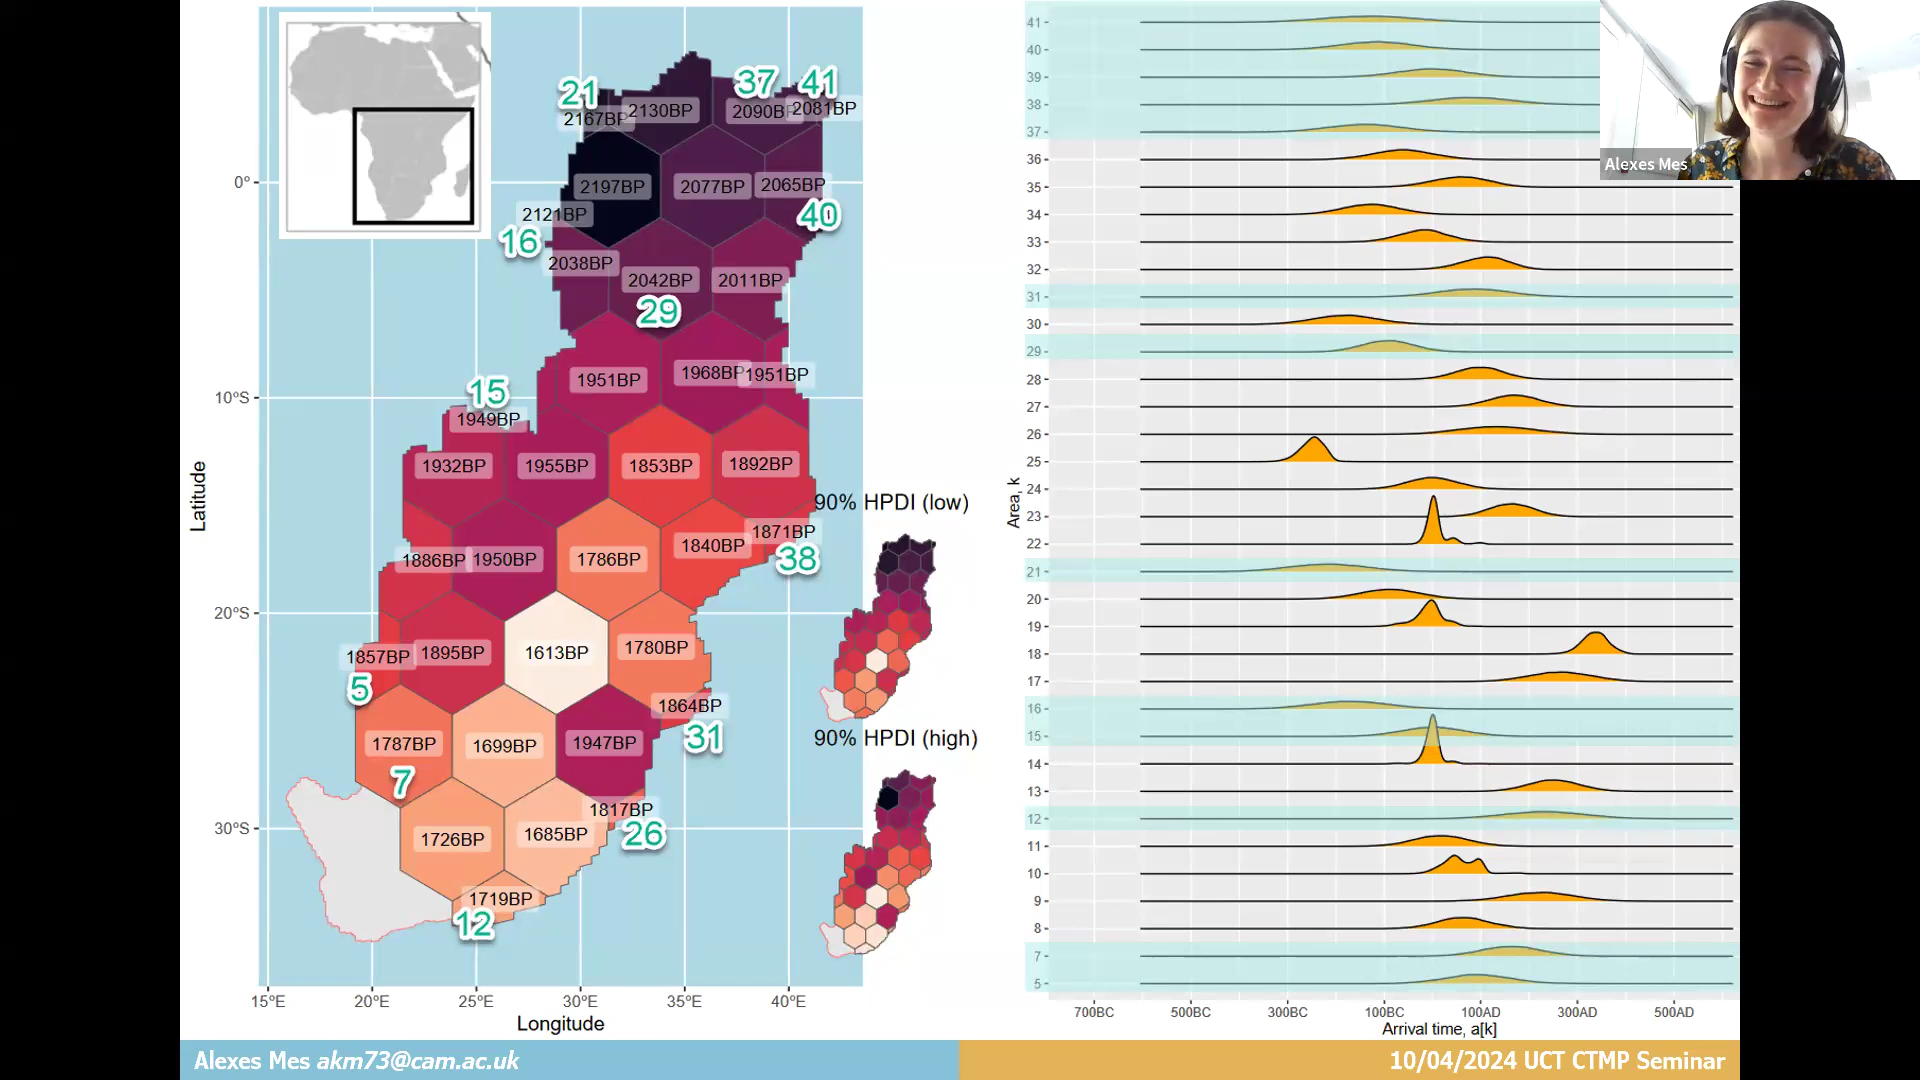 21
37
41
2167BP
2130BP
2090BP
2081BP
2197BP
2077BP
2065BP
0°
2121BP
40
16
2038BP
2042BP
2011BP
29
1951BP
1968BP
1951BP
15
10°S
1949BP
1932BP
1955BP
1853BP
1892BP
1886BP
1950BP
1786BP
1840BP
1871BP
38
20°S
1857BP
1895BP
1613BP
1780BP
5
1864BP
1787BP
1699BP
1947BP
31
7
1817BP
30°S
1726BP
1685BP
26
1719BP
12
15°E
20°E
25°E
30°E
35°E
40°E
Longitude
Latitude
90% HPDI (low)
90% HPDI (high)
Area, k
41
40
39
38
37
36
35
34
33
32
31
30
29
28
27
26
25
24
23
22
21
20
19
18
17
16
15
14
13
12
11
10
9
8
7
5
700BC
500BC
300BC
100BC
100AD
300AD
500AD
Arrival time, a[k]
Alexes Mes
Alexes Mes akm73@cam.ac.uk
10/04/2024 UCT CTMP Seminar